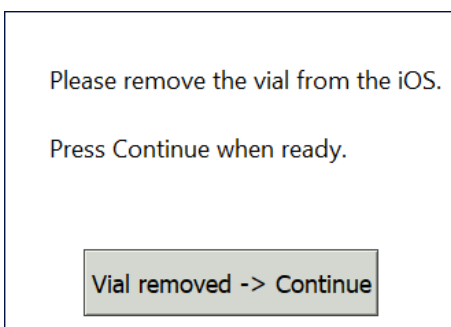 Please remove the vial from the iOS.
Press Continue when ready.
Vial removed -> Continue